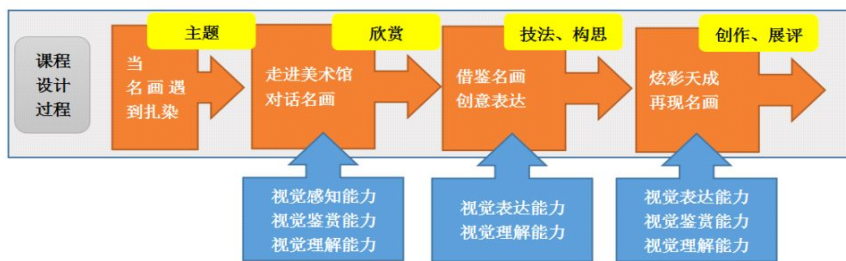 主题
欣赏
技法、构思
创作、展评
课程
设计
过程
当
名画遇
到扎染
走进美术馆
对话名画
借鉴名画
创意表达
炫彩天成
再现名画
视觉感知能力
视觉鉴赏能力
视觉理解能力
视觉表达能力
视觉理解能力
视觉表达能力
视觉鉴赏能力
视觉理解能力